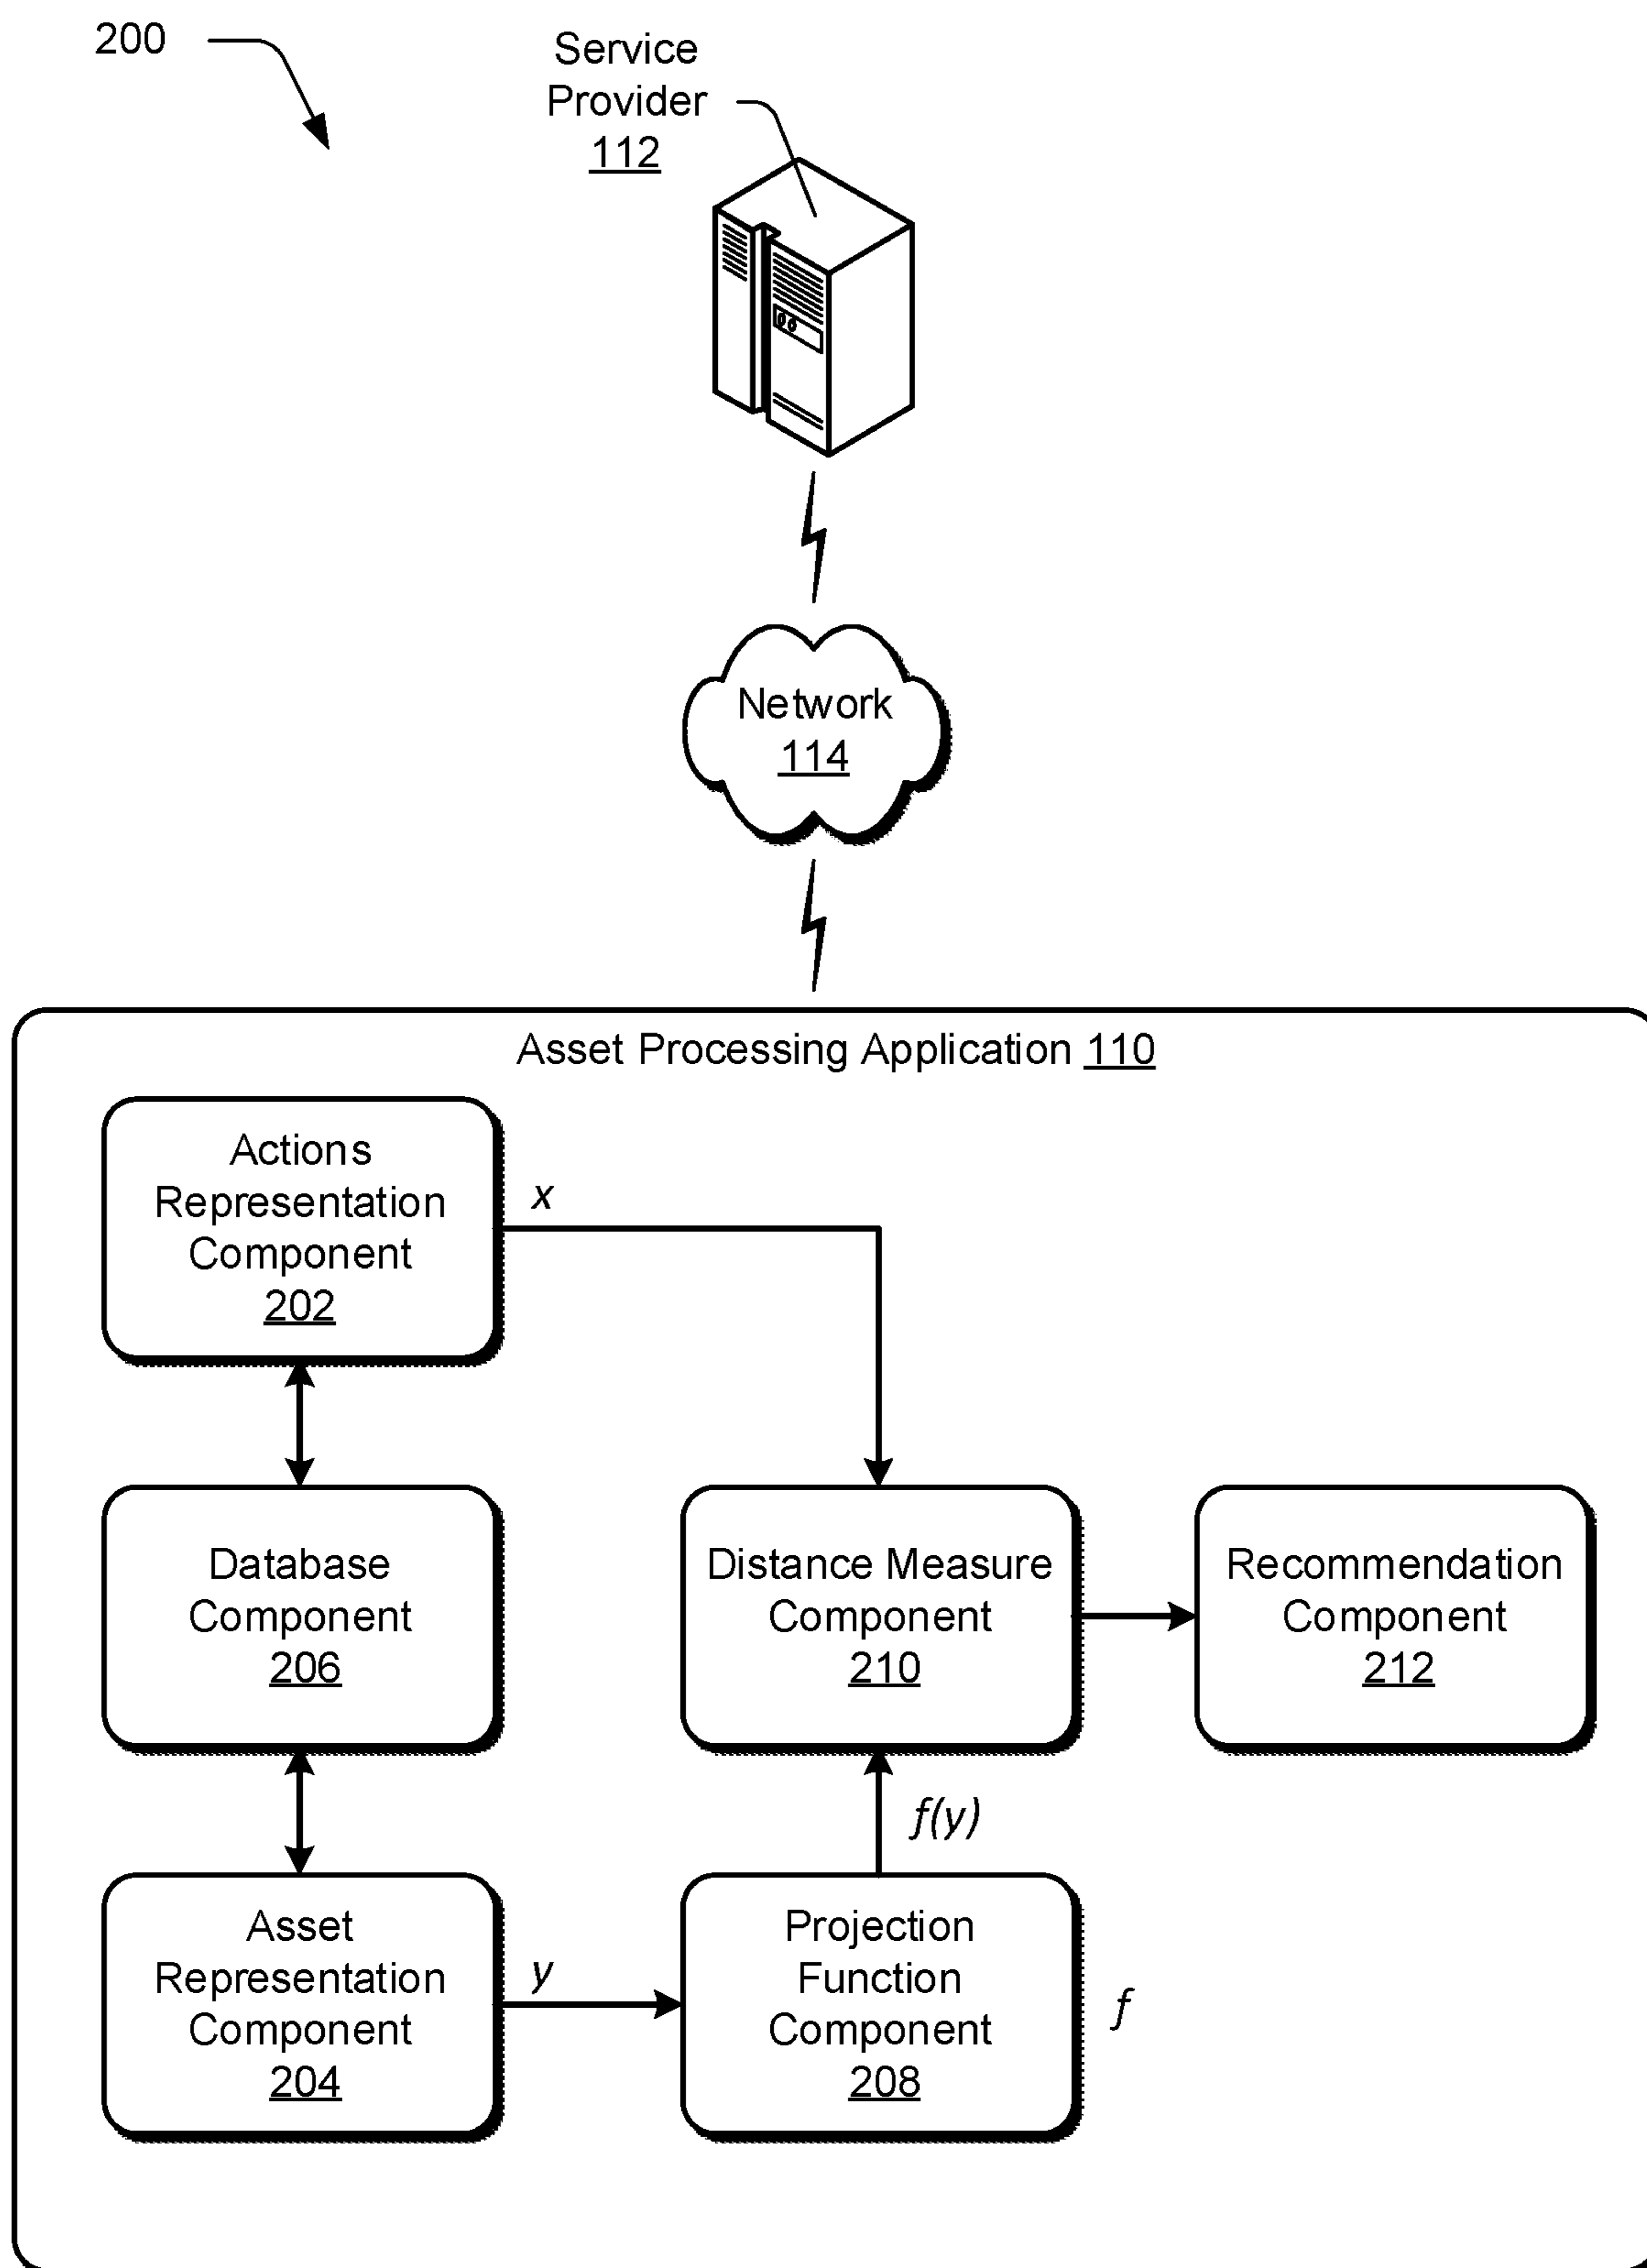 200
Service
Provider
112
Network
114
Asset Processing Application 110
Actions
Representation
Component
202
x
Database
Component
206
Distance Measure
Component
210
Recommendation
Component
212
f(y)
Asset
Representation
Component
204
y
Projection
Function
Component
208
f